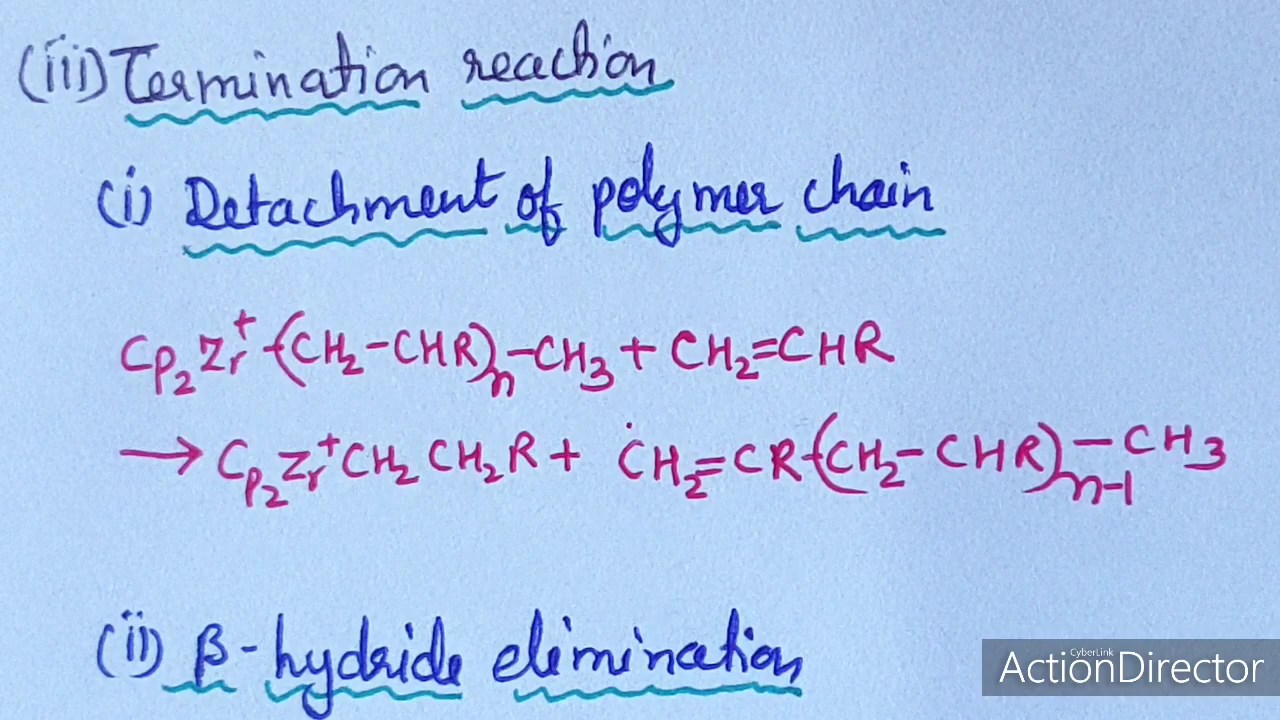 (iii) Termination reaction
(i) Detachment of polymer chain
Cp₂Zr⁺-(CH₂-CHR)ₙ-CH₃ + CH₂=CHR
→ Cp₂Zr⁺CH₂CH₂R + CH₂=CR-(CH₂-CHR)ₙ₋₁-CH₃
(ii) β-hydride elimination
CyberLink
ActionDirector